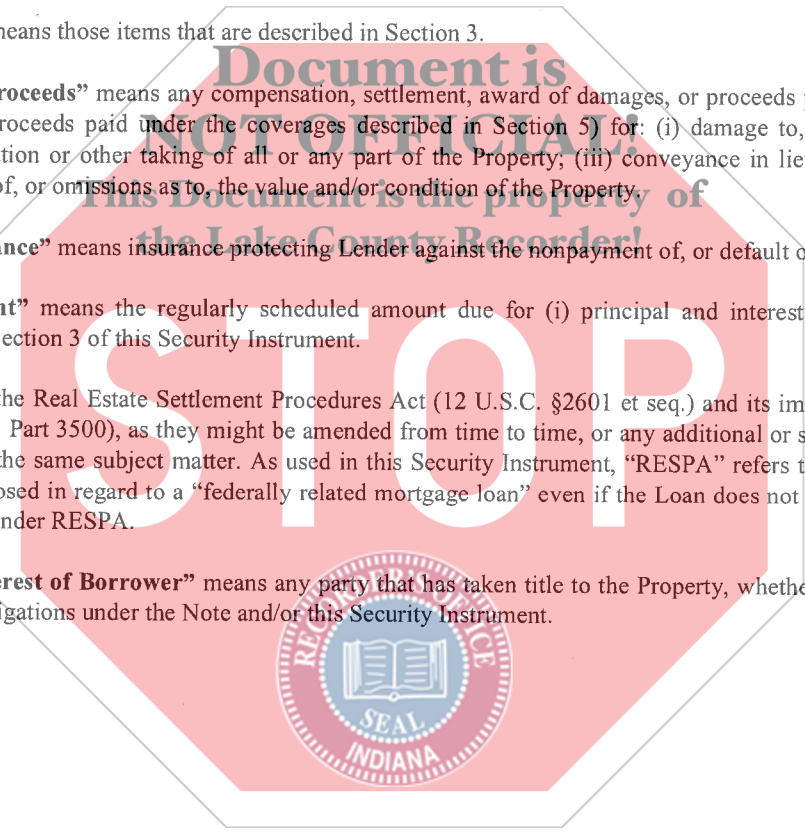 means those items that are described in Section 3.
Document is
roceeds” means any compensation, settlement, award of damages, or proceeds
roceeds paid under the coverages described in Section 5) for: (i) damage to,
NOT OFFICIAL!
tion or other taking of all or any part of the Property; (iii) conveyance in lie
of, or omissions as to, the value and/or condition of the Property.
This Document is the property of
the Lake County Recorder!
ance” means insurance protecting Lender against the nonpayment of, or default o
nt” means the regularly scheduled amount due for (i) principal and interest
ection 3 of this Security Instrument.
STOP
the Real Estate Settlement Procedures Act (12 U.S.C. §2601 et seq.) and its im
Part 3500), as they might be amended from time to time, or any additional or s
the same subject matter. As used in this Security Instrument, “RESPA” refers t
osed in regard to a “federally related mortgage loan” even if the Loan does not
nder RESPA.
erest of Borrower” means any party that has taken title to the Property, whethe
igations under the Note and/or this Security Instrument.
RECORDER'S OFFICE
SEAL
INDIANA